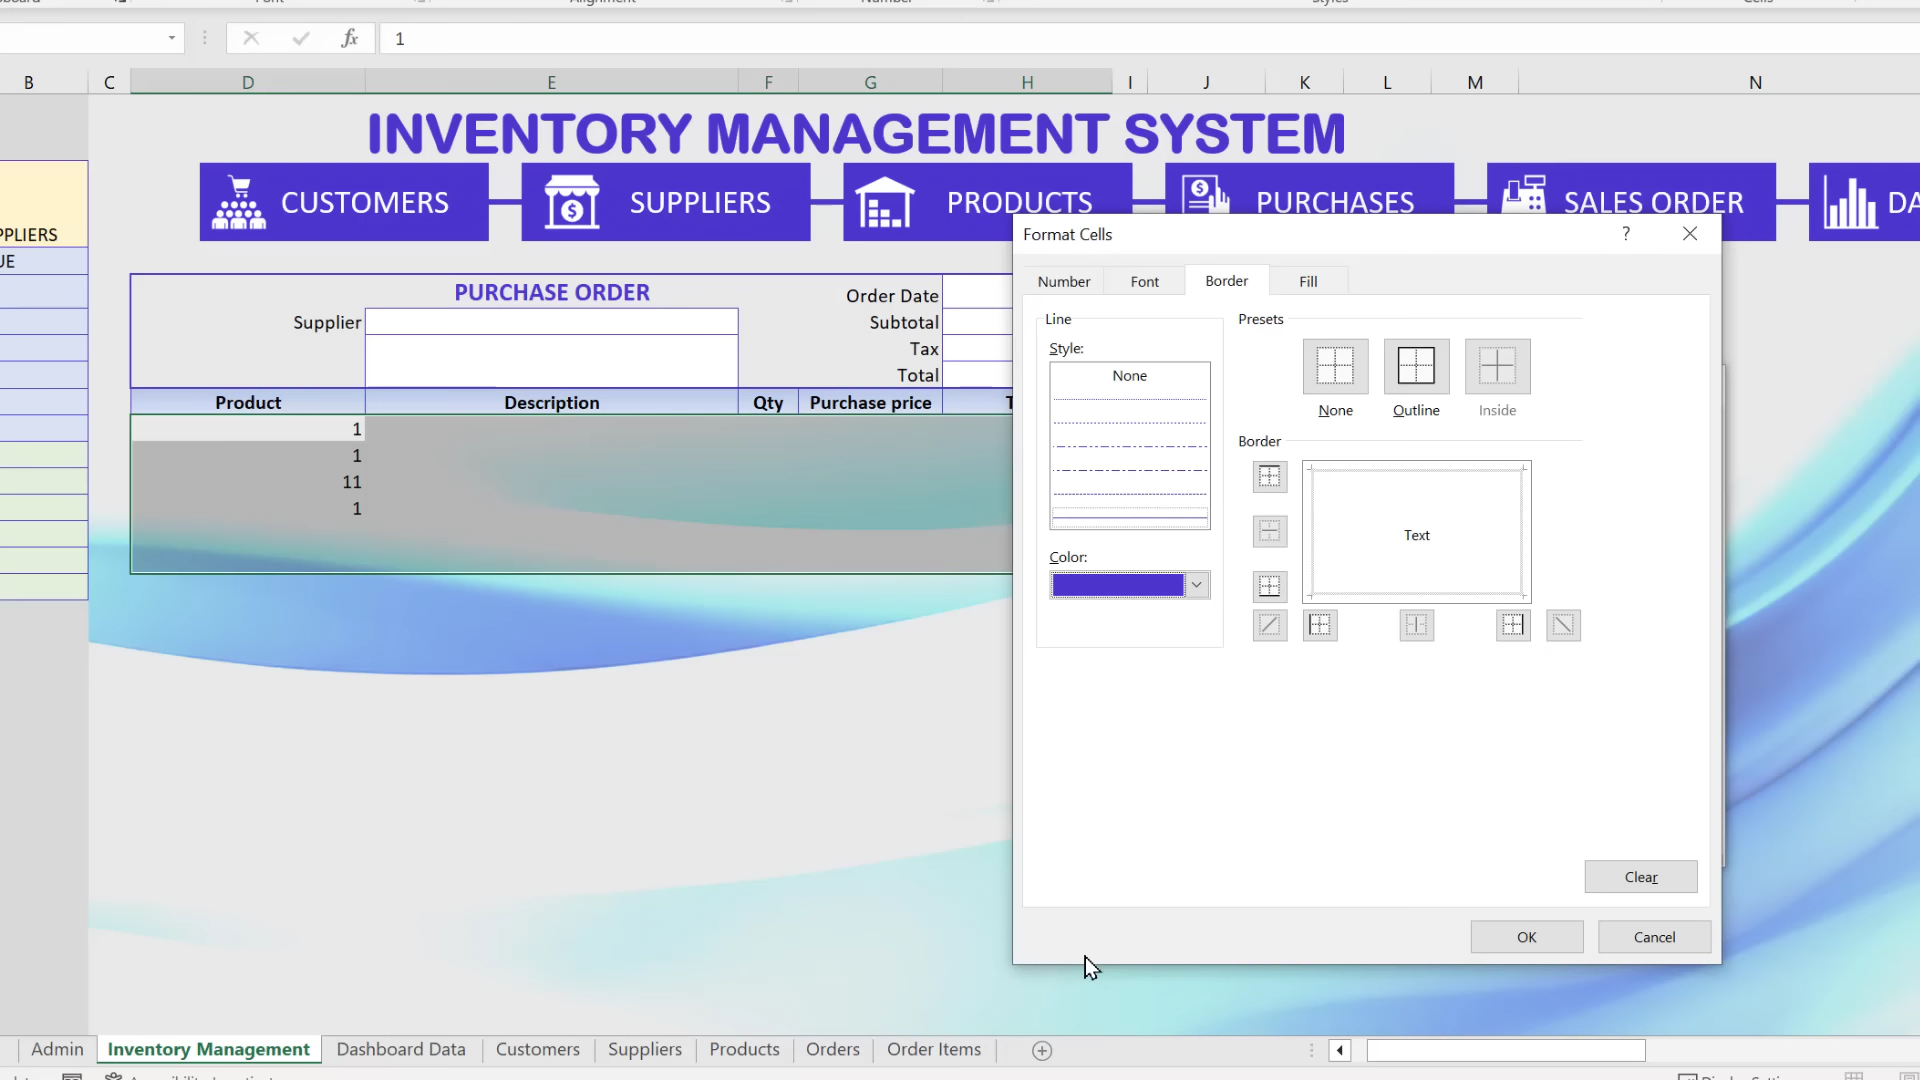 1
B C D E F G H I J K L M N
INVENTORY MANAGEMENT SYSTEM
CUSTOMERS SUPPLIERS PRODUCTS PURCHASES SALES ORDER DA
PPLIERS
UE
PURCHASE ORDER
Supplier
Order Date
Subtotal
Tax
Total
Product Description Qty Purchase price T
1
1
11
1
Format Cells
Number Font Border Fill
Line
Style:
None
Color:
Presets
None Outline Inside
Border
Text
Clear
OK Cancel
Admin Inventory Management Dashboard Data Customers Suppliers Products Orders Order Items